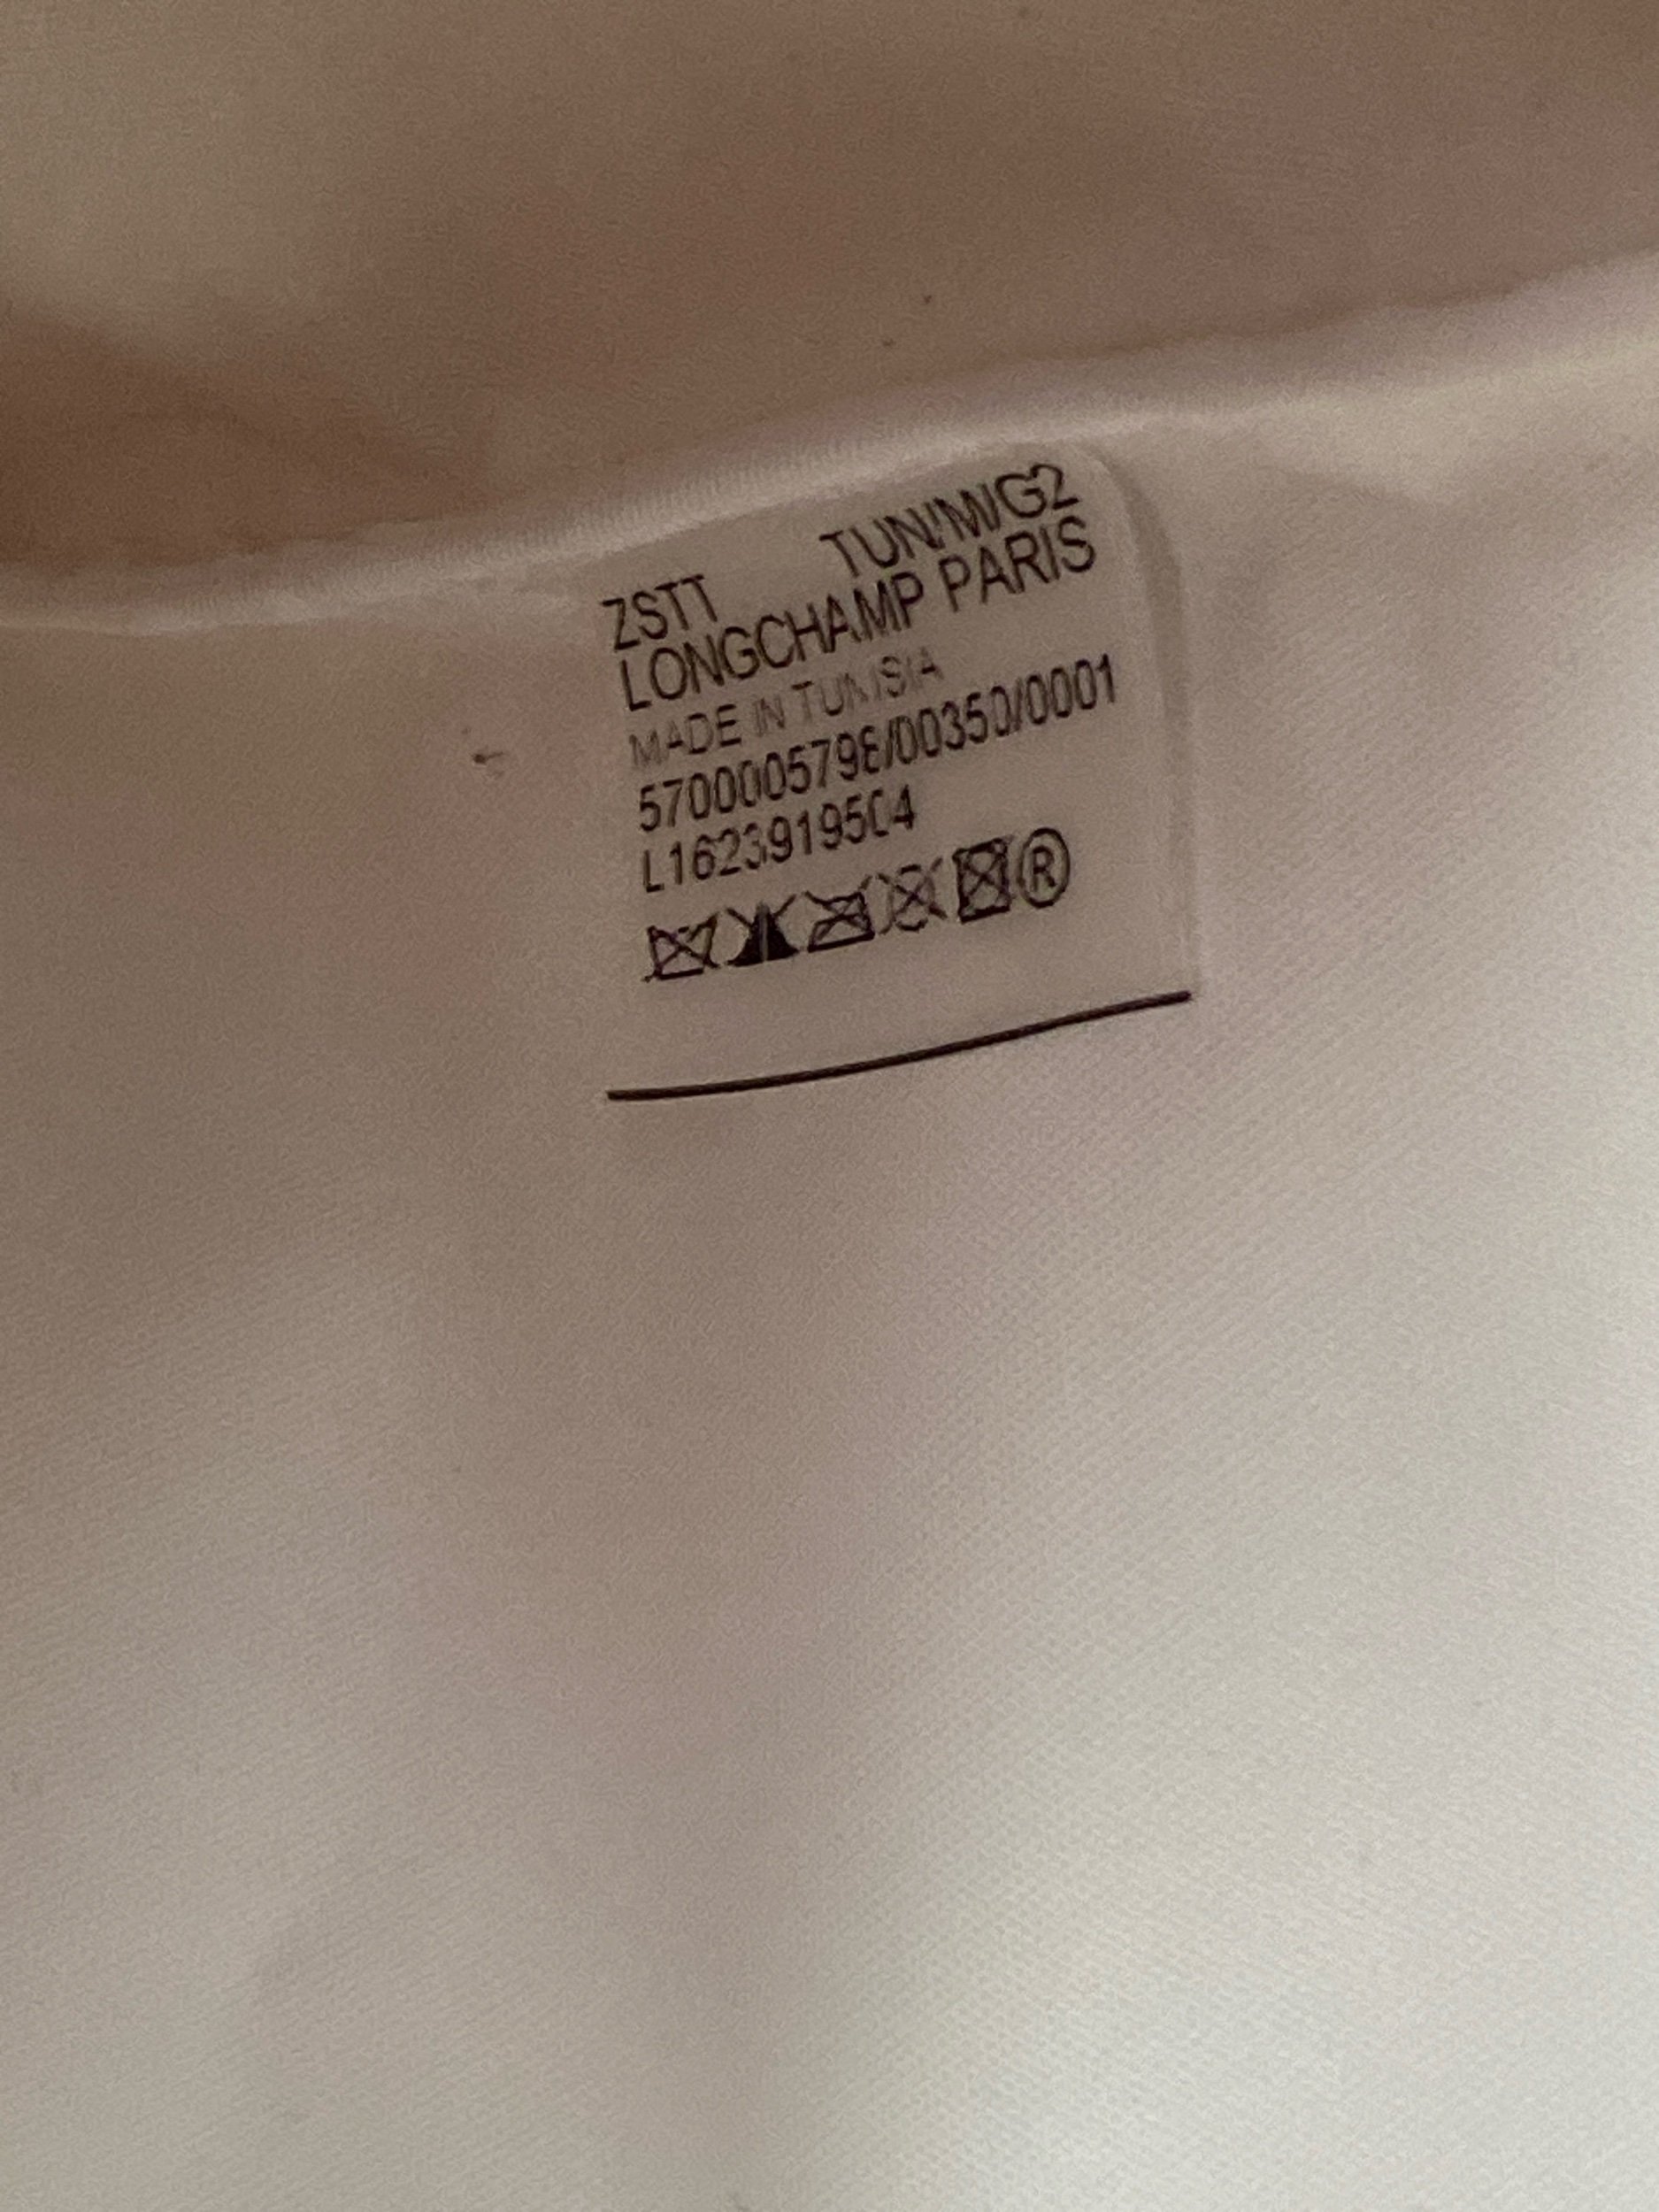 ZSTT TUN/M/G2
LONGCHAMP PARIS
MADE IN TUNISIA
5700005798/00350/0001
L1623919504
®